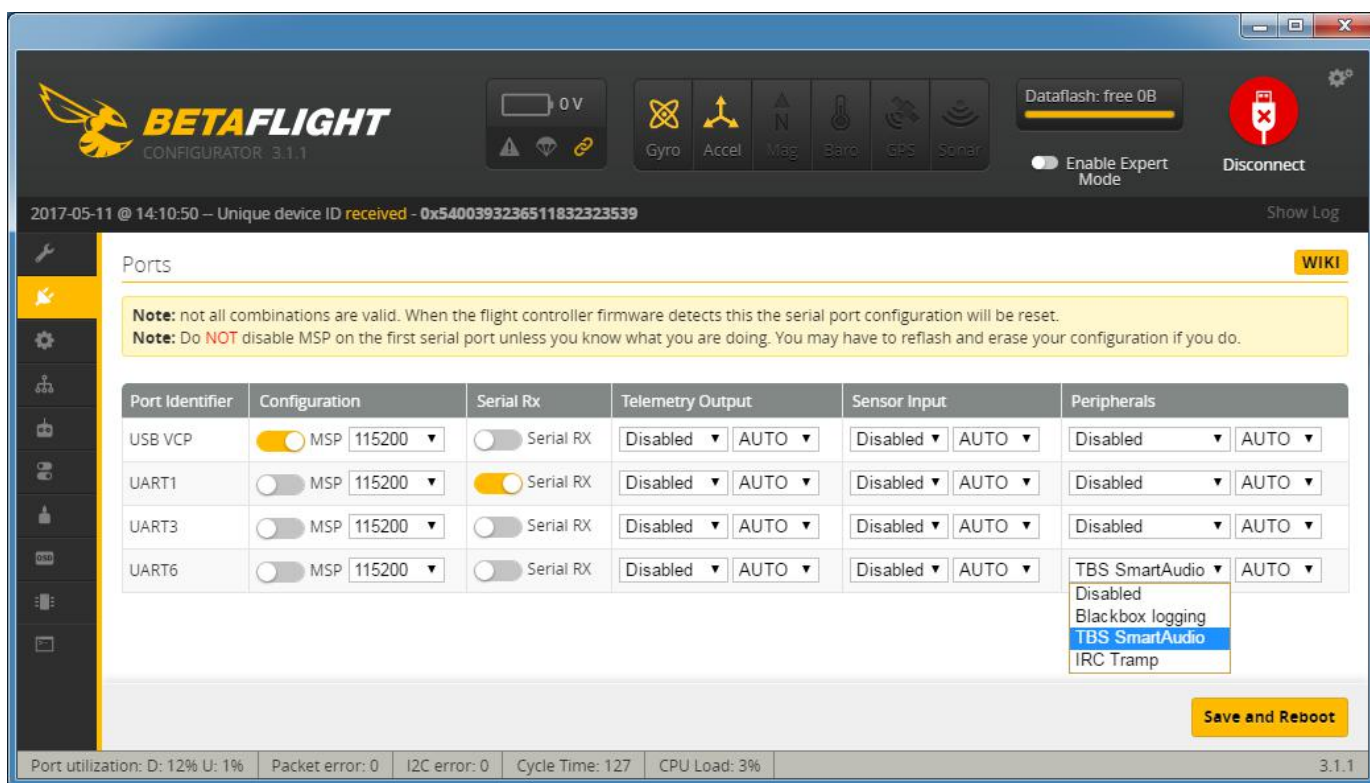 BETAFLIGHT
CONFIGURATOR 3.1.1
0 V
Gyro Accel Mag Baro GPS Sonar
Dataflash: free 0B
Enable Expert
Mode
Disconnect
2017-05-11 @ 14:10:50 -- Unique device ID received - 0x5400393236511832323539
Show Log
Ports
WIKI
Note: not all combinations are valid. When the flight controller firmware detects this the serial port configuration will be reset.
Note: Do NOT disable MSP on the first serial port unless you know what you are doing. You may have to reflash and erase your configuration if you do.
Port Identifier Configuration Serial Rx Telemetry Output Sensor Input Peripherals
USB VCP MSP 115200 Serial RX Disabled AUTO Disabled AUTO Disabled AUTO
UART1 MSP 115200 Serial RX Disabled AUTO Disabled AUTO Disabled AUTO
UART3 MSP 115200 Serial RX Disabled AUTO Disabled AUTO Disabled AUTO
UART6 MSP 115200 Serial RX Disabled AUTO Disabled AUTO TBS SmartAudio AUTO
Disabled
Blackbox logging
TBS SmartAudio
IRC Tramp
OSD
Save and Reboot
Port utilization: D: 12% U: 1% Packet error: 0 I2C error: 0 Cycle Time: 127 CPU Load: 3% 3.1.1